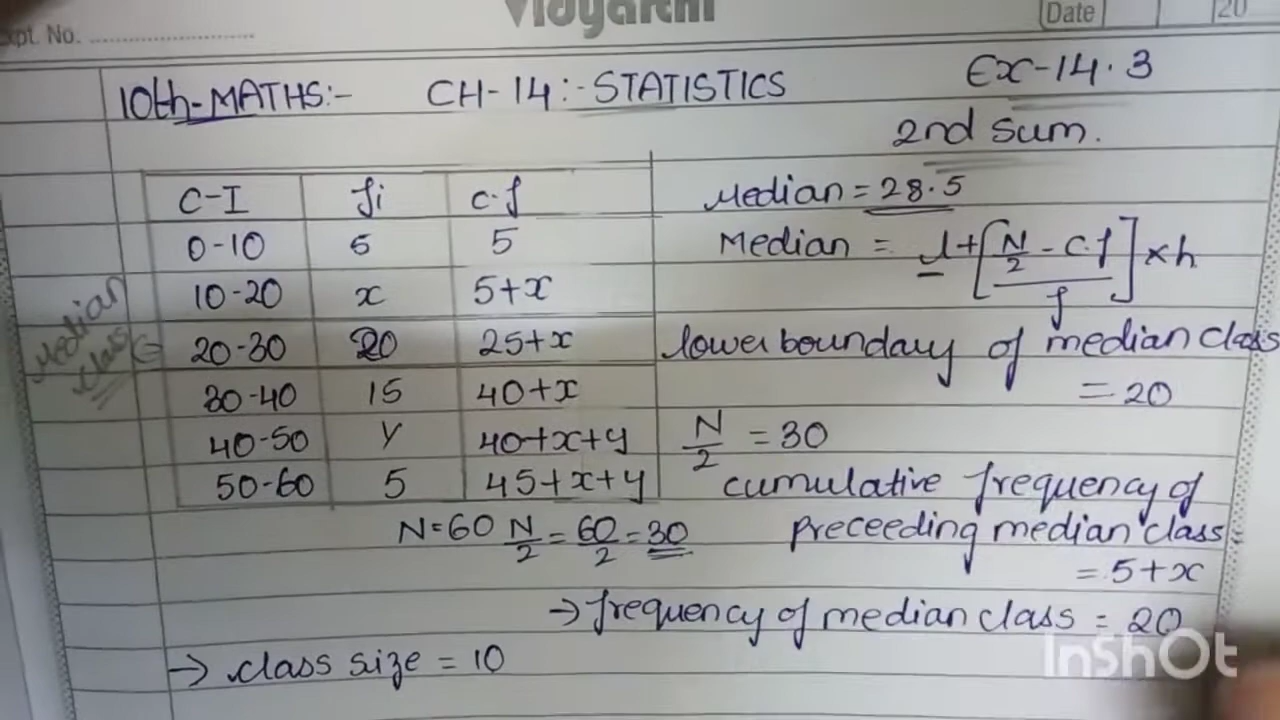 Vidyarthi
Expt. No.
Date
20
10th-MATHS:- CH-14:-STATISTICS EX-14.3
2nd sum.
C-I fi c.f
0-10 5 5
10-20 x 5+x
20-30 20 25+x
30-40 15 40+x
40-50 y 40+x+y
50-60 5 45+x+y
Median class
N=60 N/2 = 60/2 = 30
Median = 28.5
Median = l+[N/2 - c.f / f] × h
lower boundary of median class
= 20
N/2 = 30
cumulative frequency of
preceeding median class =
= 5+x
→ frequency of median class = 20
→ class size = 10
InShOt